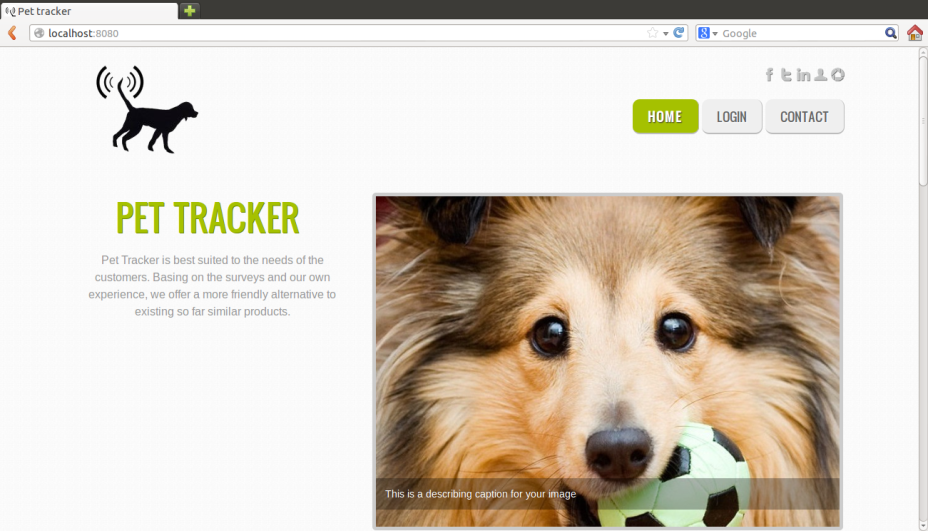 Pet tracker
localhost:8080
Google
HOME LOGIN CONTACT
PET TRACKER
Pet Tracker is best suited to the needs of the
customers. Basing on the surveys and our own
experience, we offer a more friendly alternative to
existing so far similar products.
This is a describing caption for your image